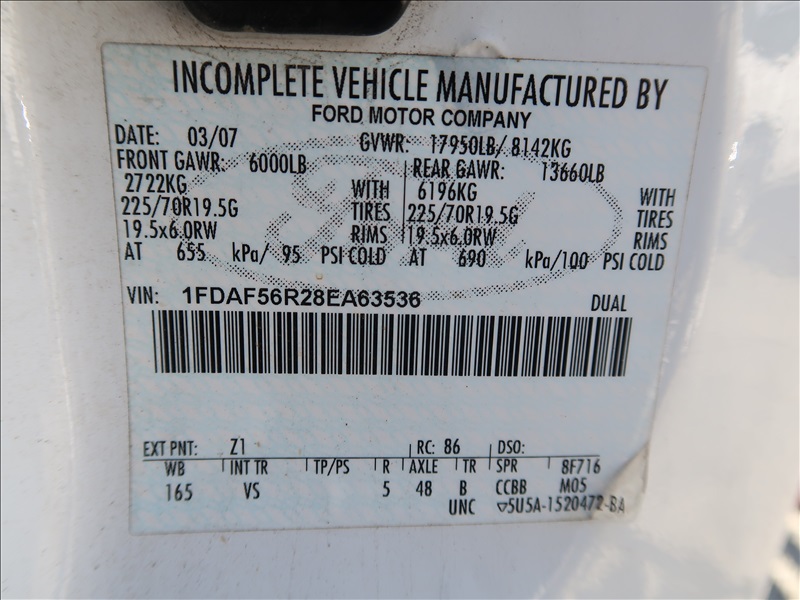 INCOMPLETE VEHICLE MANUFACTURED BY
FORD MOTOR COMPANY
DATE: 03/07 GVWR: 17950LB/ 8142KG
FRONT GAWR: 6000LB REAR GAWR: 13660LB
2722KG WITH 6196KG WITH
225/70R19.5G TIRES 225/70R19.5G TIRES
19.5x6.0RW RIMS 19.5x6.0RW RIMS
AT 655 kPa/ 95 PSI COLD AT 690 kPa/100 PSI COLD
VIN: 1FDAF56R28EA63536 DUAL
EXT PNT: Z1 RC: 86 DSO:
WB INT TR TP/PS R AXLE TR SPR 8F716
165 VS 5 48 B CCBB M05
UNC ▽5U5A-1520472-BA